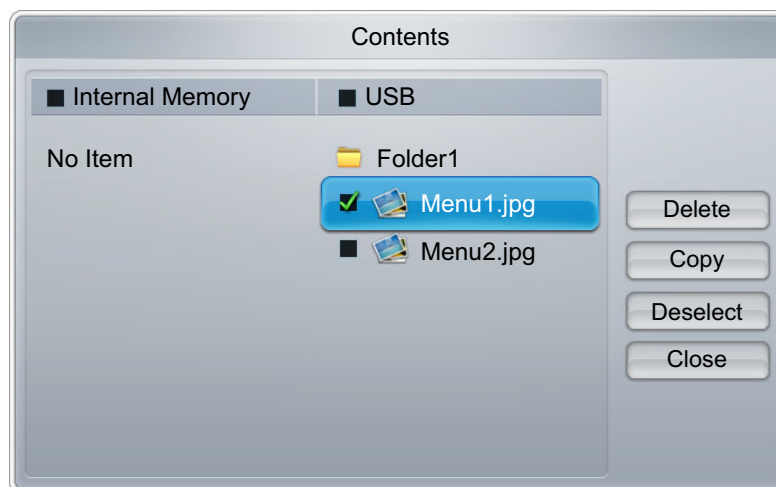 Contents
Internal Memory
USB
No Item
Folder1
Menu1.jpg
Menu2.jpg
Delete
Copy
Deselect
Close